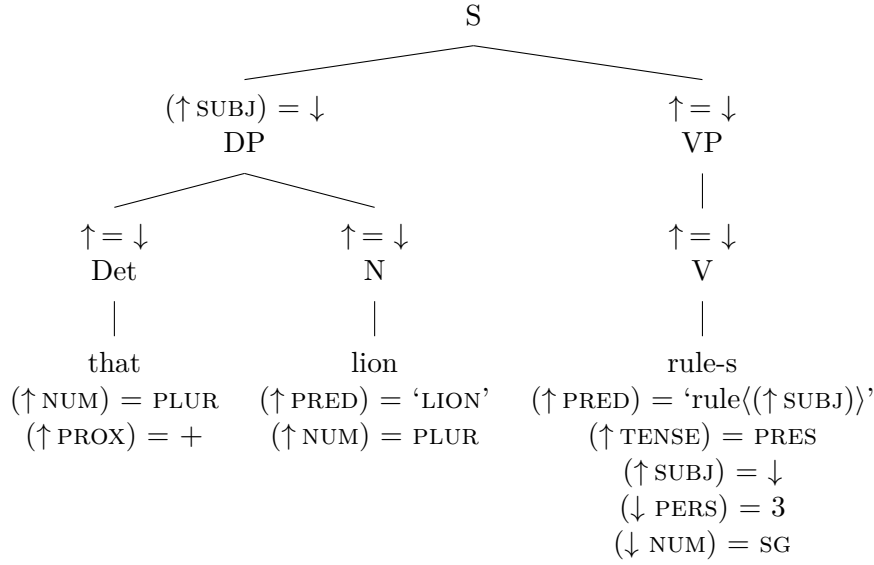 S
(↑ SUBJ) = ↓ ↑ = ↓
DP VP
↑ = ↓ ↑ = ↓ ↑ = ↓
Det N V
that lion rule-s
(↑ NUM) = PLUR (↑ PRED) = ‘LION’ (↑ PRED) = ‘rule⟨(↑ SUBJ)⟩’
(↑ PROX) = + (↑ NUM) = PLUR (↑ TENSE) = PRES
(↑ SUBJ) = ↓
(↓ PERS) = 3
(↓ NUM) = SG